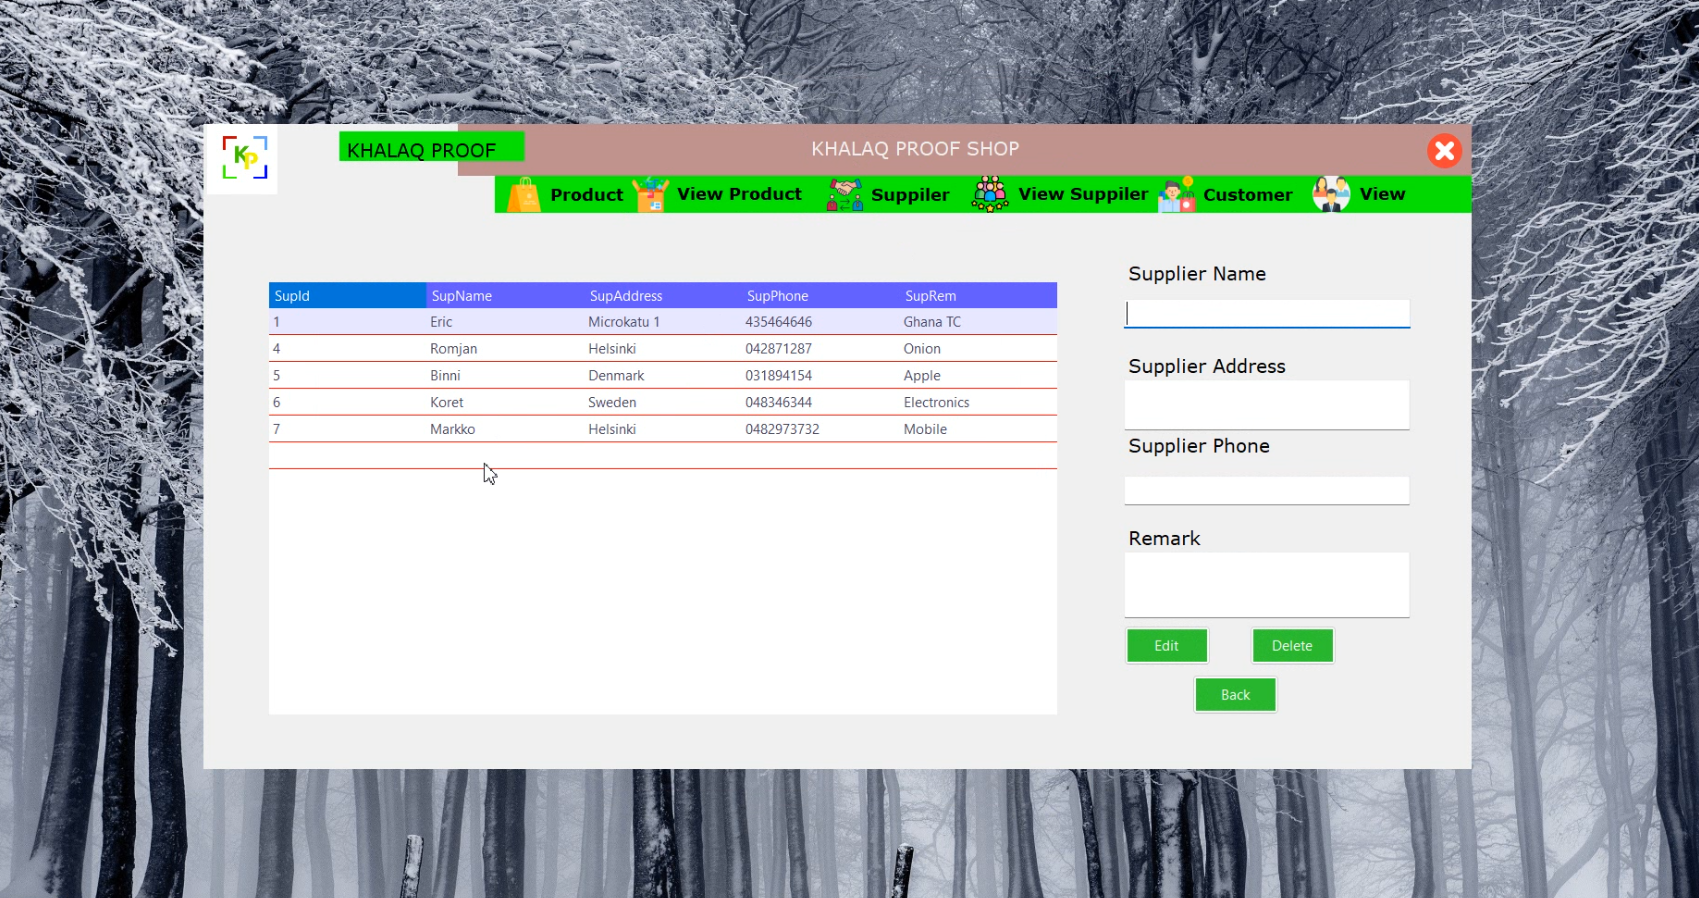 KP
KHALAQ PROOF
KHALAQ PROOF SHOP
Product View Product Suppiler View Suppiler Customer View
SupId SupName SupAddress SupPhone SupRem
1 Eric Microkatu 1 435464646 Ghana TC
4 Romjan Helsinki 042871287 Onion
5 Binni Denmark 031894154 Apple
6 Koret Sweden 048346344 Electronics
7 Markko Helsinki 0482973732 Mobile
Supplier Name
Supplier Address
Supplier Phone
Remark
Edit Delete
Back